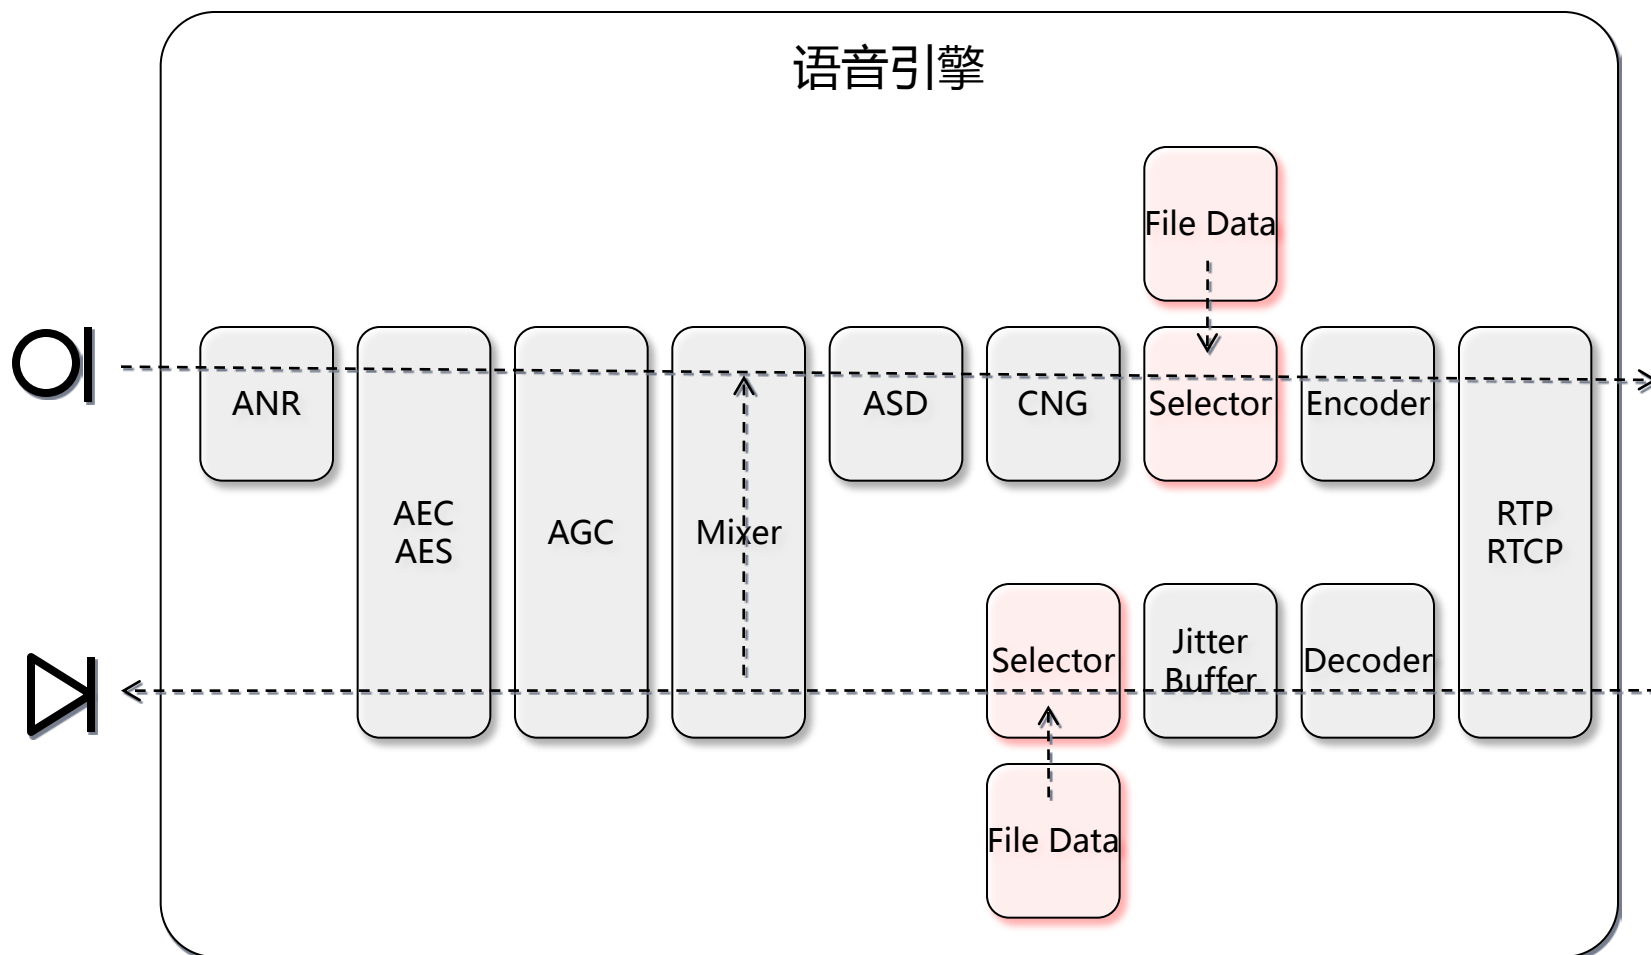 语音引擎
File Data
ANR
AEC
AES
AGC
Mixer
ASD
CNG
Selector
Encoder
RTP
RTCP
Selector
Jitter
Buffer
Decoder
File Data